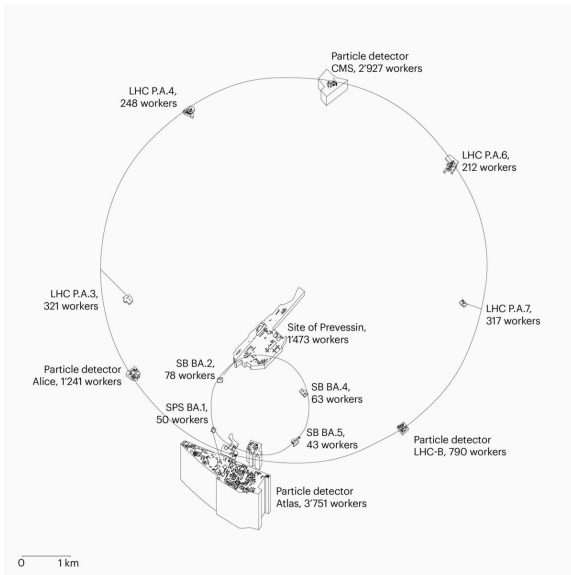 Particle detector
CMS, 2’927 workers
LHC P.A.4,
248 workers
LHC P.A.6,
212 workers
LHC P.A.3,
321 workers
LHC P.A.7,
317 workers
Site of Prevessin,
1’473 workers
SB BA.2,
78 workers
Particle detector
Alice, 1’241 workers
SB BA.4,
63 workers
SPS BA.1,
50 workers
SB BA.5,
43 workers
Particle detector
LHC-B, 790 workers
Particle detector
Atlas, 3’751 workers
0 1 km